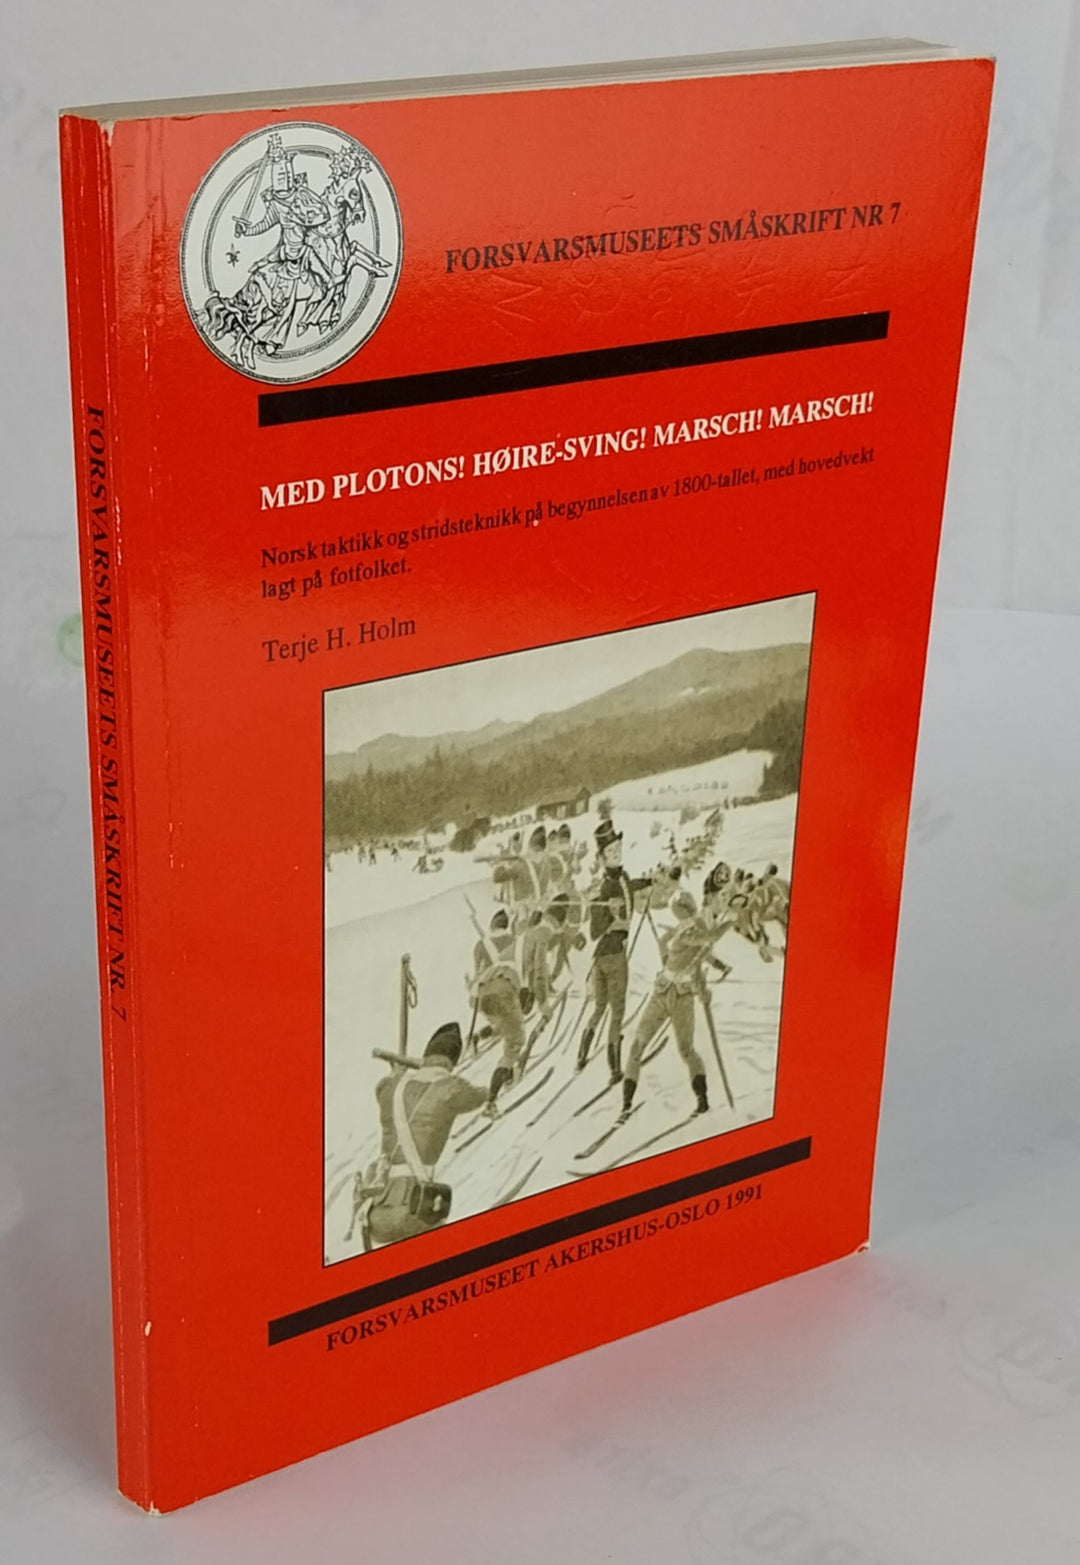 FORSVARSMUSEETS SMÅSKRIFT NR 7
MED PLOTONS! HØIRE-SVING! MARSCH! MARSCH!
Norsk taktikk og stridsteknikk på begynnelsen av 1800-tallet, med hovedvekt
lagt på fotfolket.
Terje H. Holm
FORSVARSMUSEET AKERSHUS-OSLO 1991
FORSVARSMUSEETS SMÅSKRIFT NR. 7